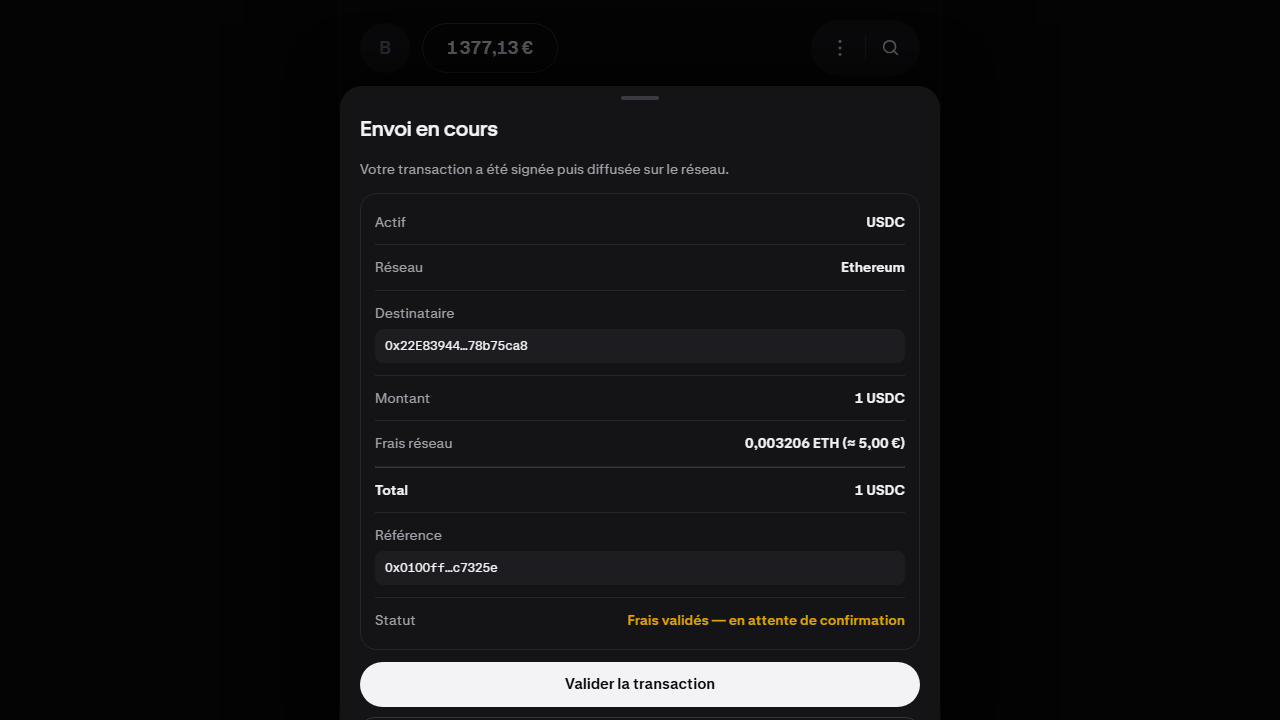 B
1 377,13 €
Envoi en cours
Votre transaction a été signée puis diffusée sur le réseau.
Actif USDC
Réseau Ethereum
Destinataire
0x22E83944…78b75ca8
Montant 1 USDC
Frais réseau 0,003206 ETH (≈ 5,00 €)
Total 1 USDC
Référence
0x0100ff…c7325e
Statut Frais validés — en attente de confirmation
Valider la transaction